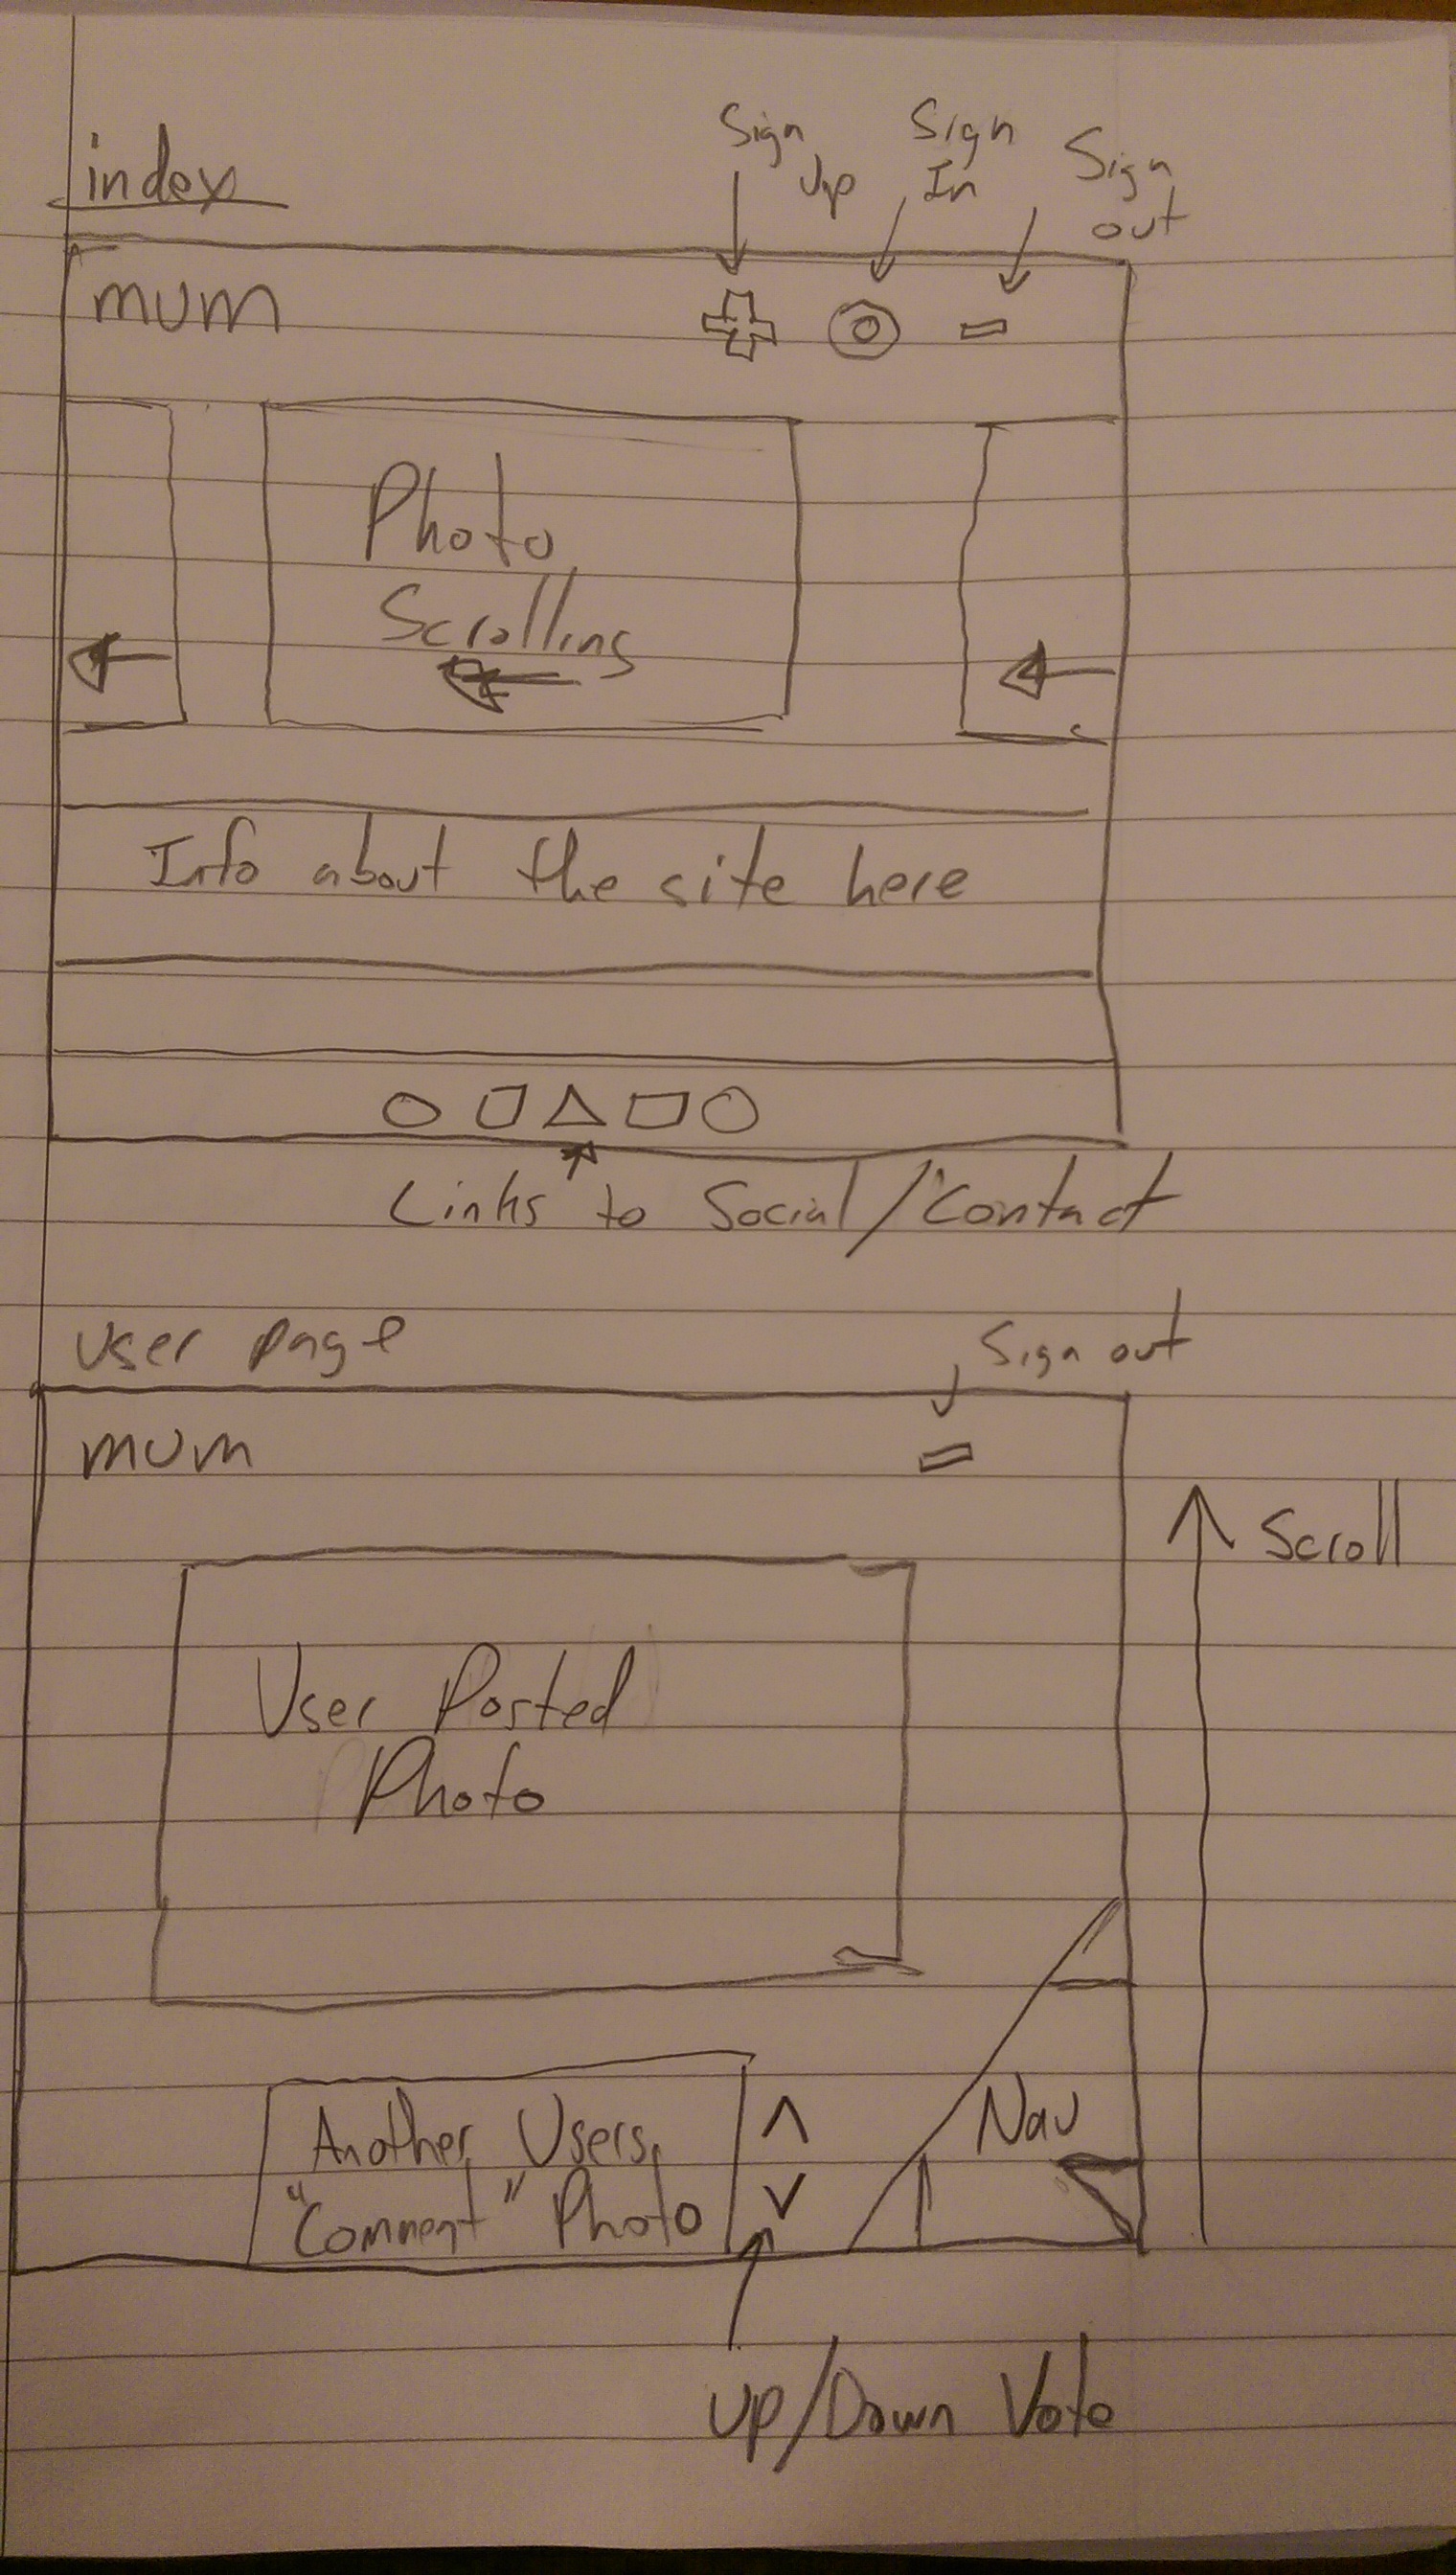 index
Sign
Up
Sign
In
Sign
out
mum
Photo
Scrolling
Info about the site here
Links to Social/Contact
User page
Sign out
mum
Scroll
User Posted
Photo
Nav
Another Users
"Comment" Photo
Up/Down Vote